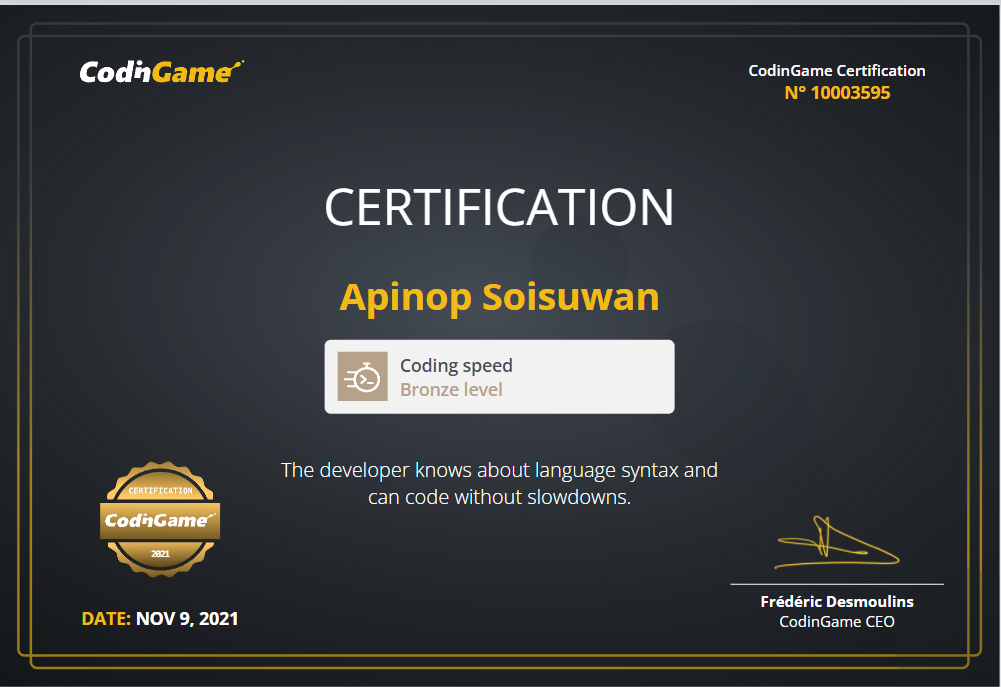 CodinGame
CodinGame Certification
N° 10003595
CERTIFICATION
Apinop Soisuwan
Coding speed
Bronze level
The developer knows about language syntax and
can code without slowdowns.
CERTIFICATION
CodinGame
2021
DATE: NOV 9, 2021
Frédéric Desmoulins
CodinGame CEO